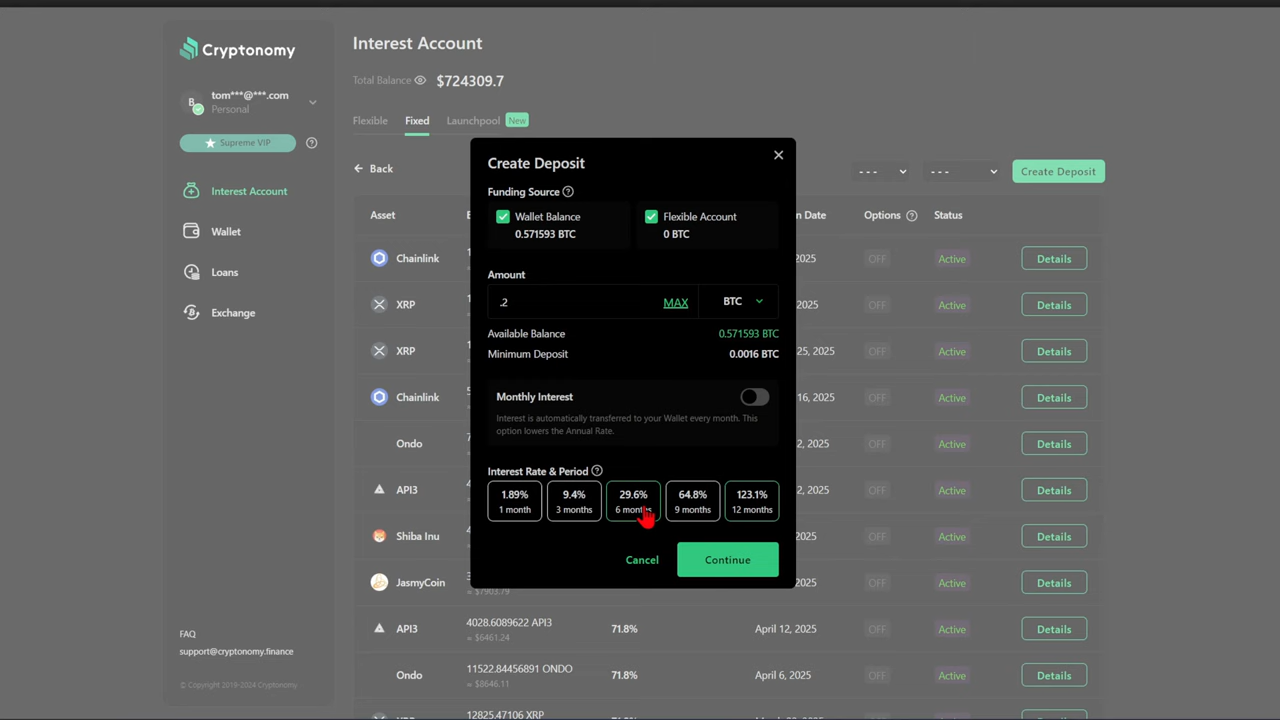 Cryptonomy
tom***@***.com
Personal
Supreme VIP
Interest Account
Wallet
Loans
Exchange
FAQ
support@cryptonomy.finance
© Copyright 2019-2024 Cryptonomy
Interest Account
Total Balance $724309.7
Flexible Fixed Launchpool New
Back
--- --- Create Deposit
Asset Date Options Status
Chainlink 2025 OFF Active Details
XRP 2025 OFF Active Details
XRP 25, 2025 OFF Active Details
Chainlink 16, 2025 OFF Active Details
Ondo 2025 OFF Active Details
API3 2025 OFF Active Details
Shiba Inu 2025 OFF Active Details
JasmyCoin 2025 OFF Active Details
≈ $7903.79
API3 4028.6089622 API3 71.8% April 12, 2025 OFF Active Details
≈ $6461.24
Ondo 11522.84456891 ONDO 71.8% April 6, 2025 OFF Active Details
≈ $8646.11
12825.47106 XRP
Create Deposit
Funding Source
Wallet Balance
0.571593 BTC
Flexible Account
0 BTC
Amount
.2 MAX BTC
Available Balance 0.571593 BTC
Minimum Deposit 0.0016 BTC
Monthly Interest
Interest is automatically transferred to your Wallet every month. This
option lowers the Annual Rate.
Interest Rate & Period
1.89% 9.4% 29.6% 64.8% 123.1%
1 month 3 months 6 months 9 months 12 months
Cancel Continue